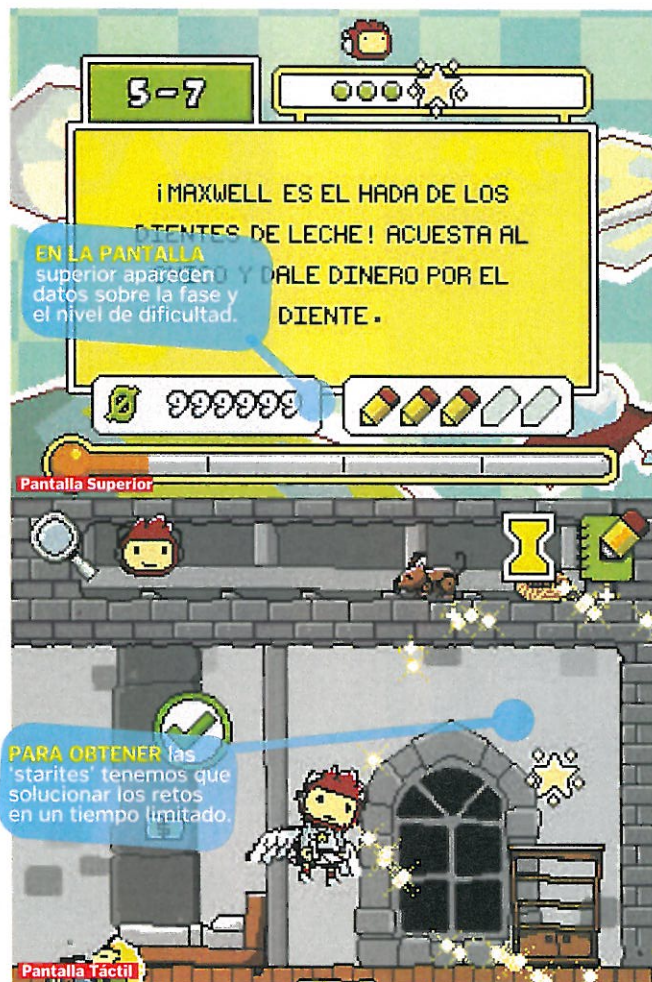 5-7
¡MAXWELL ES EL HADA DE LOS
DIENTES DE LECHE! ACUESTA AL
Y DALE DINERO POR EL
DIENTE.
EN LA PANTALLA
superior aparecen
datos sobre la fase y
el nivel de dificultad.
999999
Pantalla Superior
PARA OBTENER las
'starites' tenemos que
solucionar los retos
en un tiempo limitado.
$
Pantalla Táctil